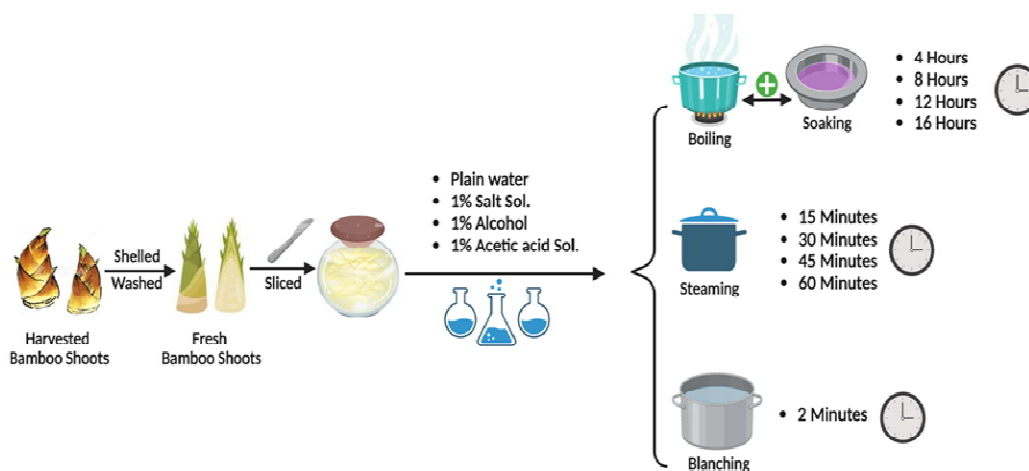 Harvested
Bamboo Shoots
Shelled
Washed
Fresh
Bamboo Shoots
Sliced
• Plain water
• 1% Salt Sol.
• 1% Alcohol
• 1% Acetic acid Sol.
Boiling
Soaking
• 4 Hours
• 8 Hours
• 12 Hours
• 16 Hours
Steaming
• 15 Minutes
• 30 Minutes
• 45 Minutes
• 60 Minutes
Blanching
• 2 Minutes